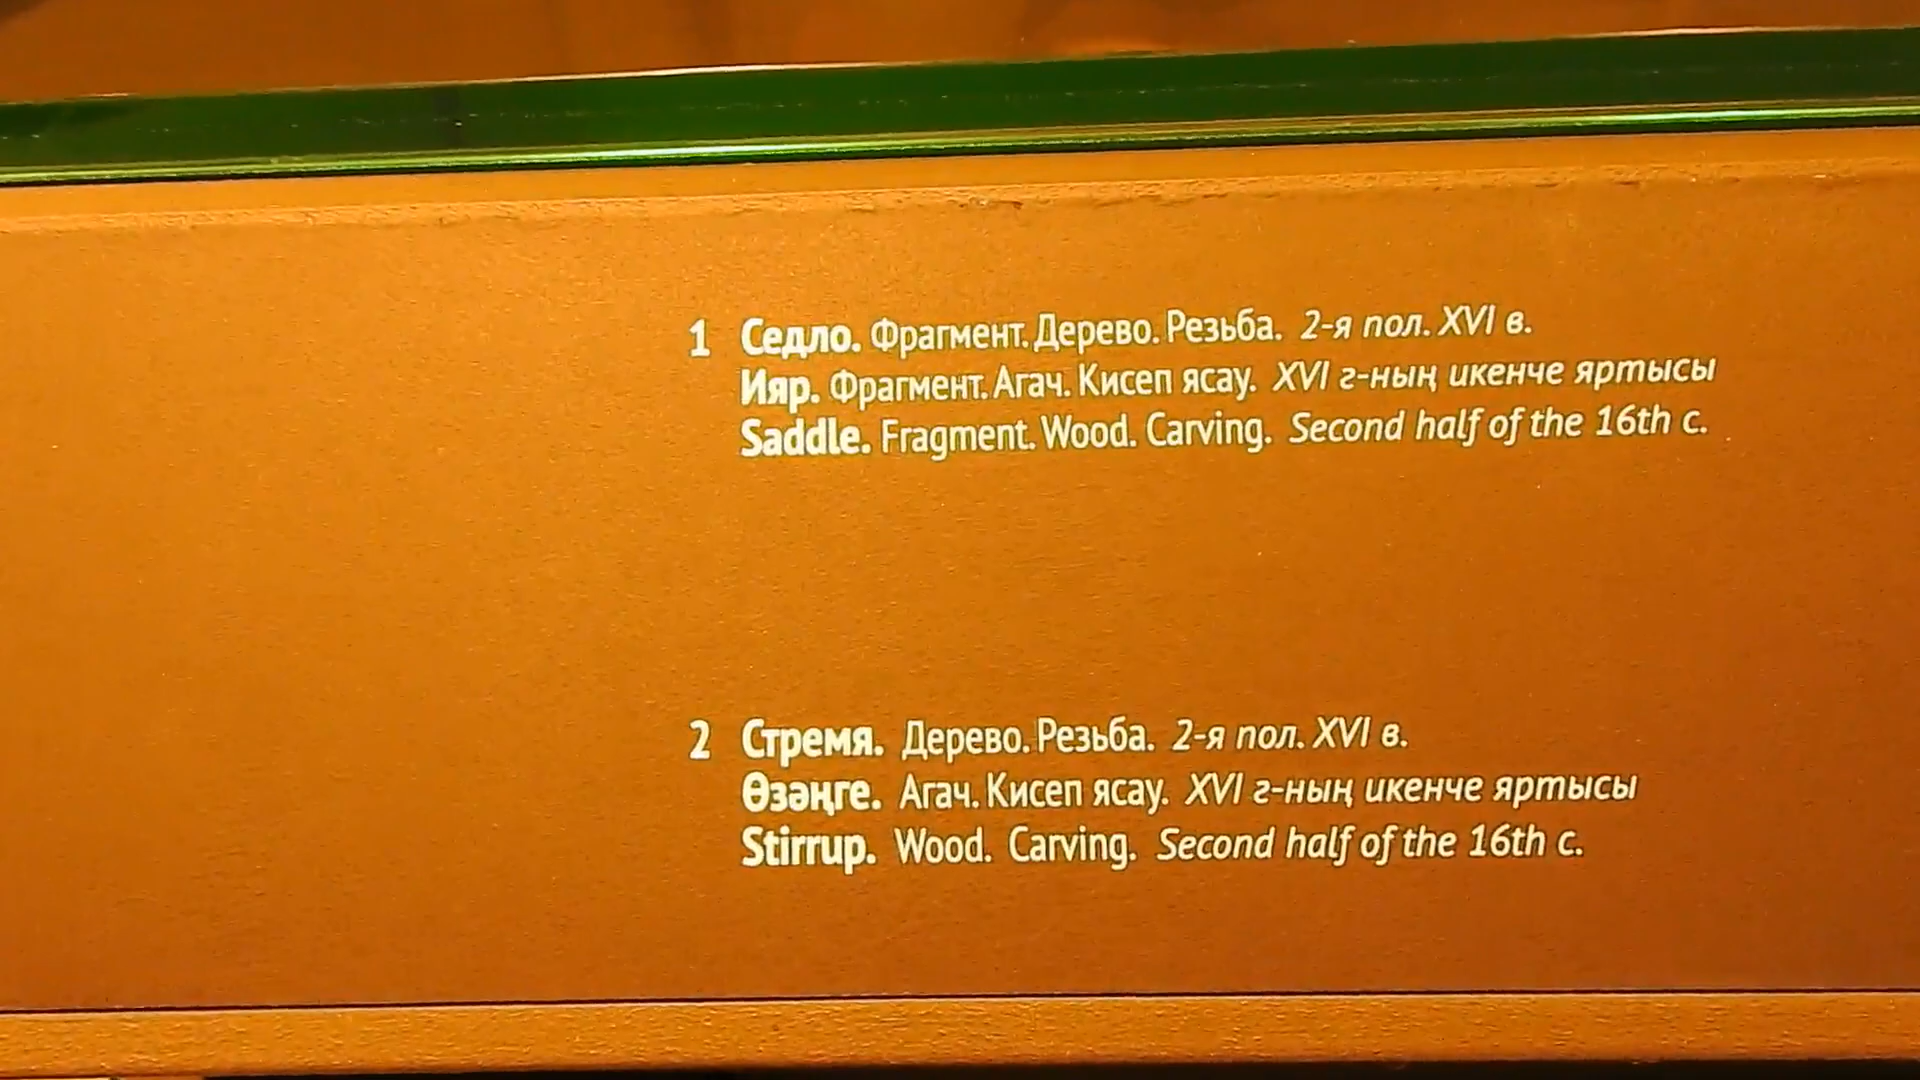 1 Седло. Фрагмент. Дерево. Резьба. 2-я пол. XVI в.
Ияр. Фрагмент. Агач. Кисеп ясау. XVI г-ның икенче яртысы
Saddle. Fragment. Wood. Carving. Second half of the 16th c.
2 Стремя. Дерево. Резьба. 2-я пол. XVI в.
Өзәңге. Агач. Кисеп ясау. XVI г-ның икенче яртысы
Stirrup. Wood. Carving. Second half of the 16th c.